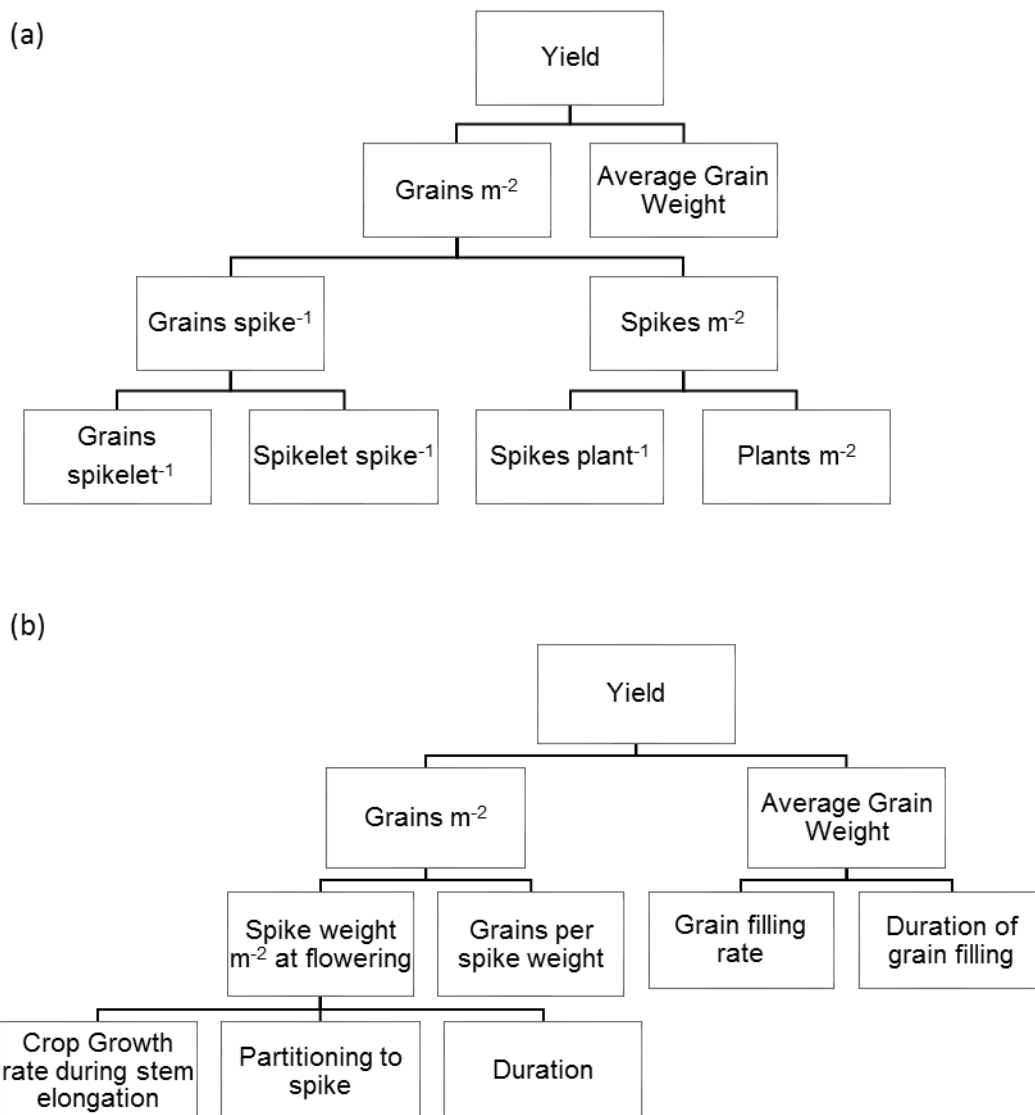 (a)
Yield
Grains m⁻²
Average Grain
Weight
Grains spike⁻¹
Spikes m⁻²
Grains
spikelet⁻¹
Spikelet spike⁻¹
Spikes plant⁻¹
Plants m⁻²
(b)
Yield
Grains m⁻²
Average Grain
Weight
Spike weight
m⁻² at flowering
Grains per
spike weight
Grain filling
rate
Duration of
grain filling
Crop Growth
rate during stem
elongation
Partitioning to
spike
Duration